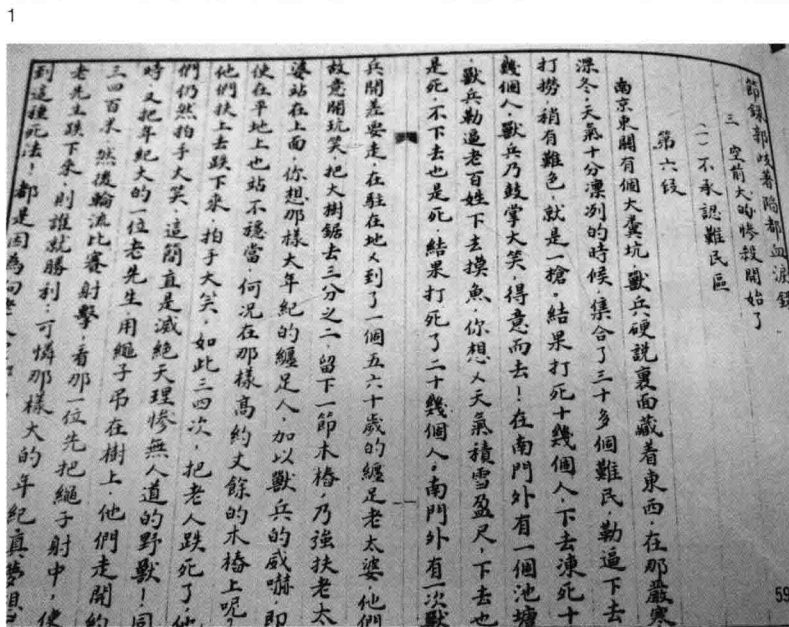 1
節錄郭岐著陷都血淚錄
三 空前大的慘殺開始了
(一)不承認難民區
第六段
南京東關有個大糞坑,獸兵硬說裏面藏着東西,在那嚴寒
深冬,天氣十分凜冽的時候,集合了三十多個難民,勒逼下去
打撈,稍有難色,就是一搶,結果打死十幾個人,下去凍死十
幾個人,獸兵乃鼓掌大笑,得意而去!在南門外有一個池塘
,獸兵勒逼老百姓下去摸魚,你想乂天氣積雪盈尺,下去也
是死,不下去也是死,結果打死了二十幾個人,南門外有一次獸
兵開差要走,在駐在地乂到了一個五六十歲的纏足老太婆,他們
故意開玩笑,把大樹鋸去三分之二,留下一節木樁,乃強扶老太
婆站在上面,你想那樣大年紀的纏足人,加以獸兵的威嚇,即
使在平地上也站不穩當,何況在那樣高約丈餘的木樁上呢?
他們扶上去跌下來,拍手大笑,如此三四次,把老人跌死了,他
們仍然拍手大笑,這簡直是滅絕天理慘無人道的野獸!同
時,又把年紀大的一位老先生,用繩子吊在樹上,他們走開約
三四百米,然後輪流比賽射擊,看那一位先把繩子射中,使
老先生跌下來,則誰就勝利,可憐那樣大的年紀真夢想
到這種死法!都是因為
59